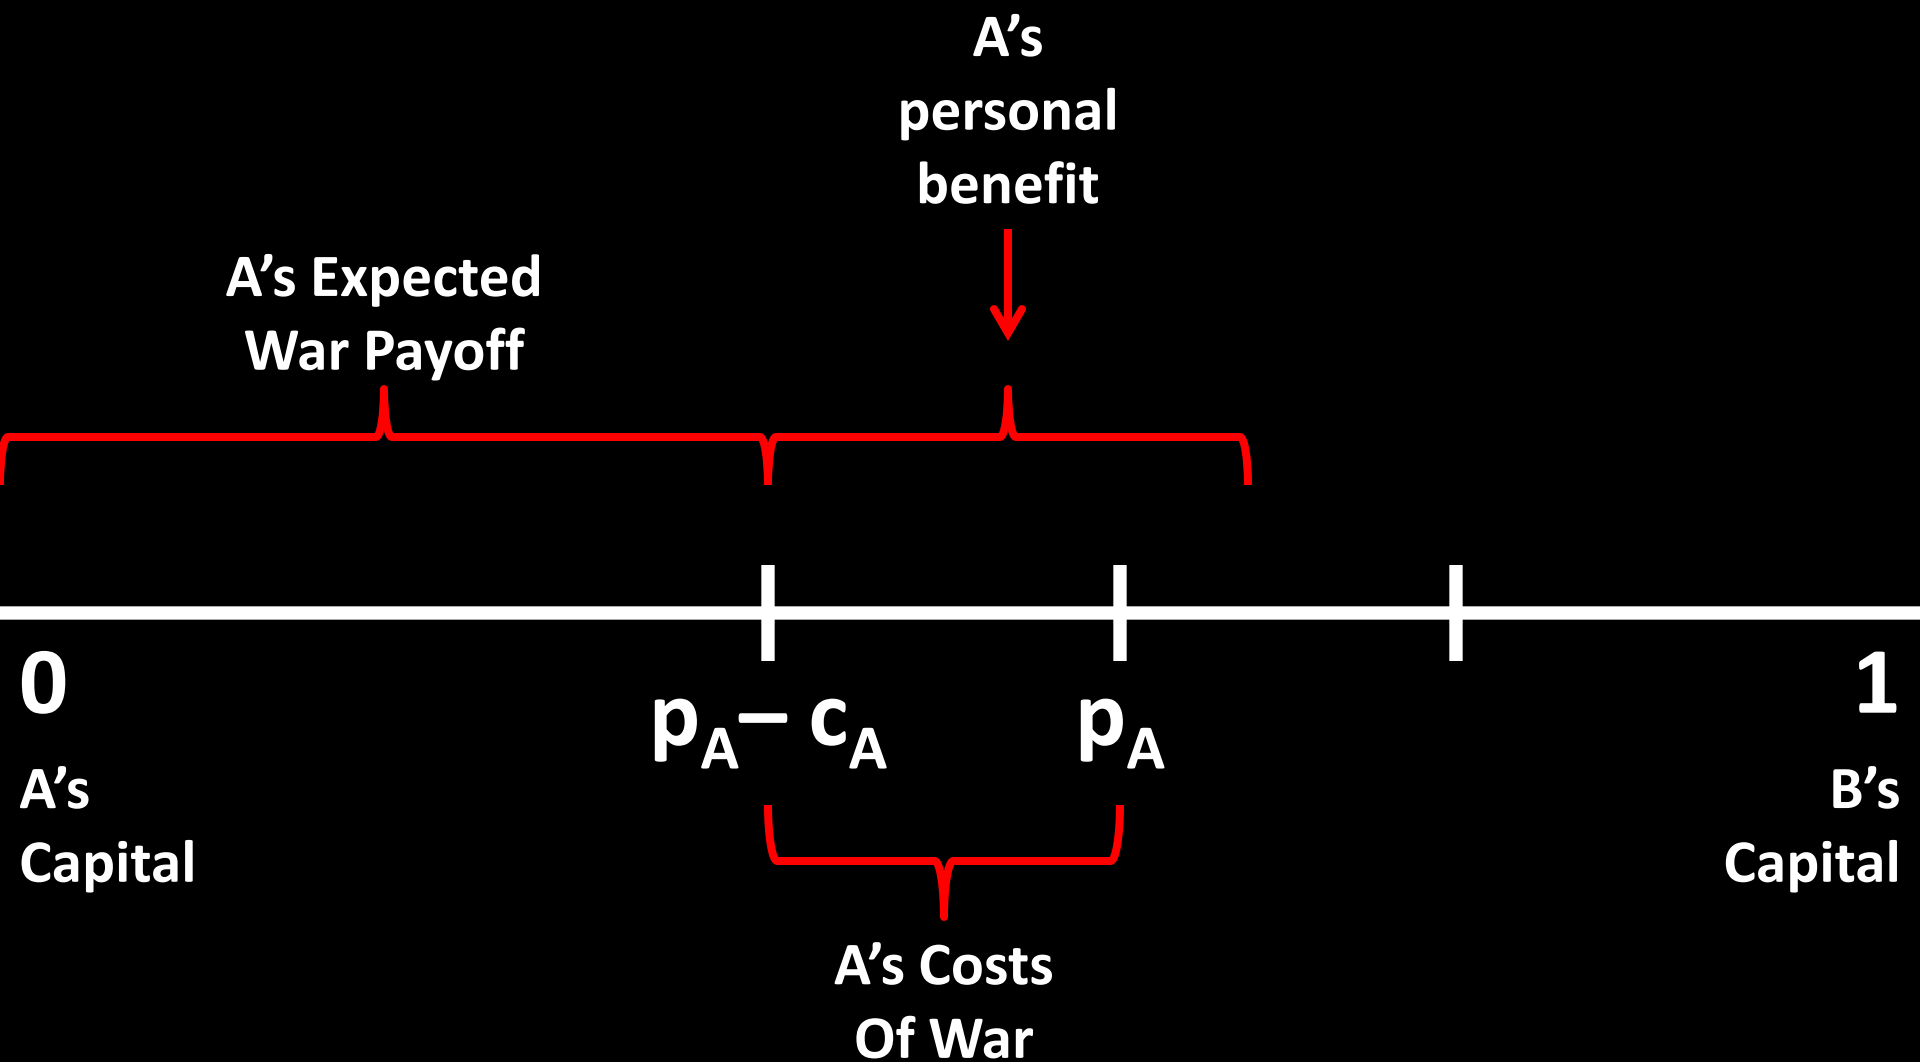 A’s
personal
benefit
A’s Expected
War Payoff
0
1
pA– cA
pA
A’s
Capital
B’s
Capital
A’s Costs
Of War